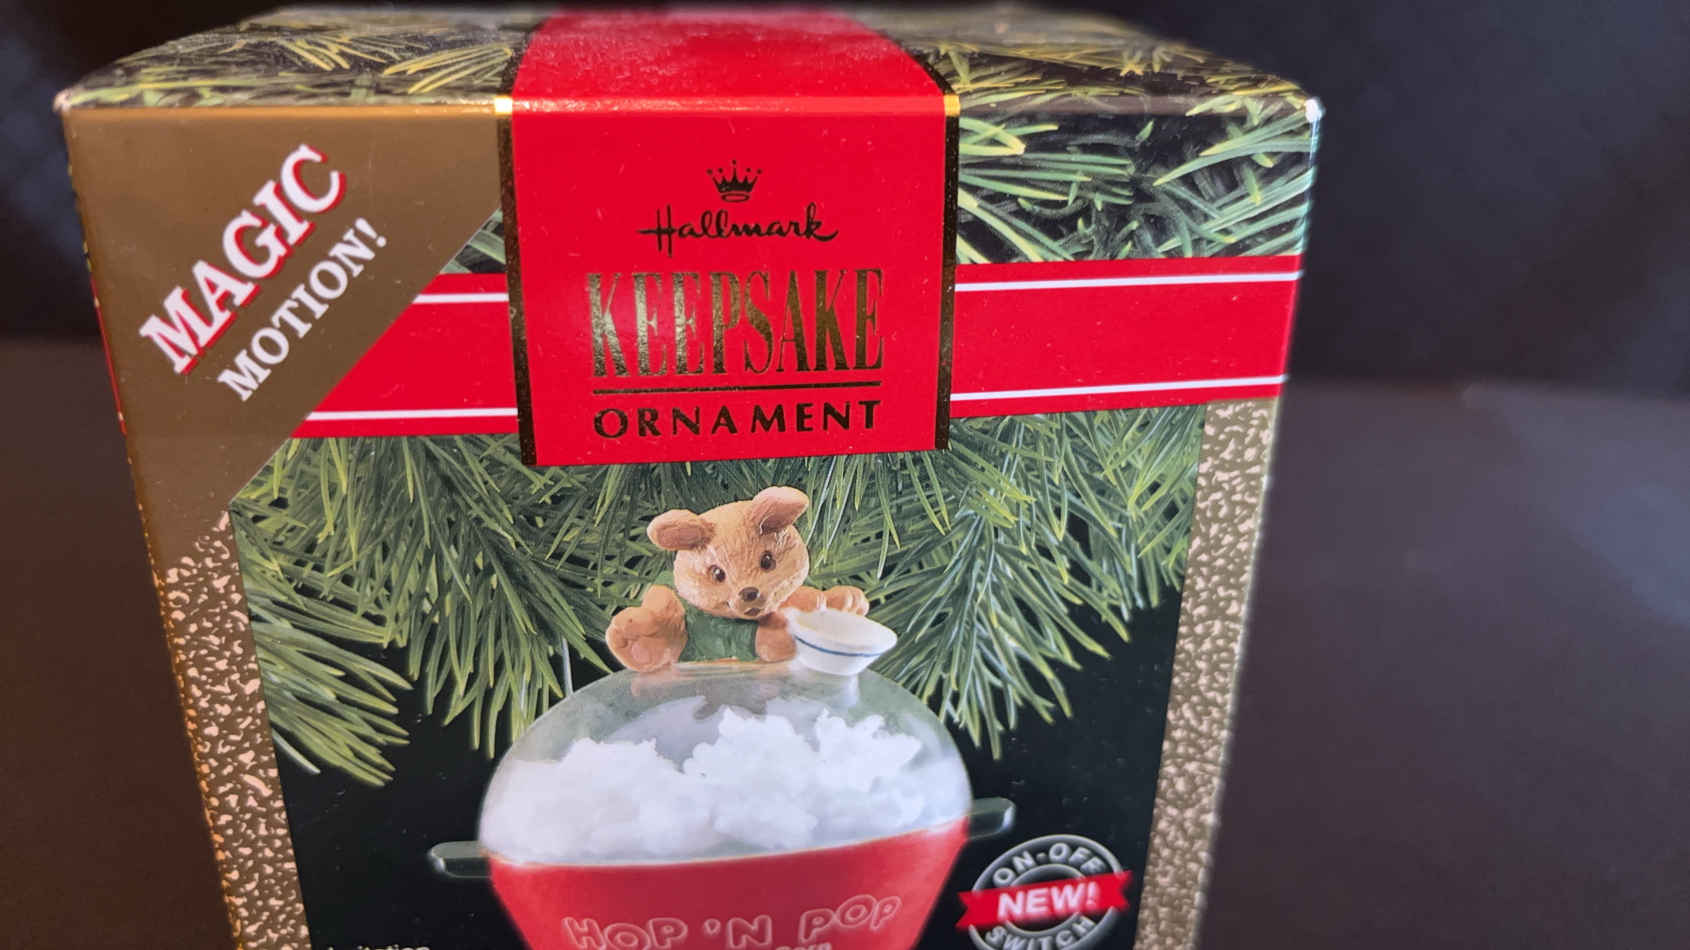 MAGIC
MOTION!
Hallmark
KEEPSAKE
ORNAMENT
HOP 'N POP
ON-OFF
NEW!
SWITCH